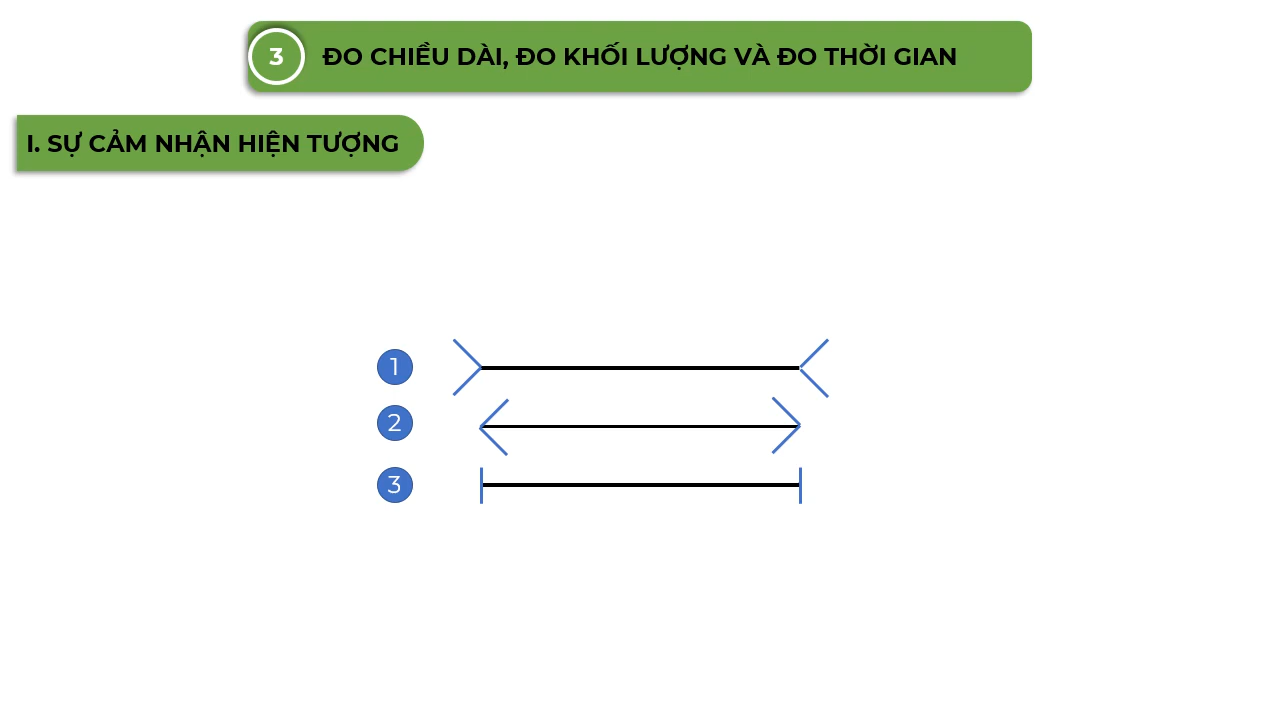 3 ĐO CHIỀU DÀI, ĐO KHỐI LƯỢNG VÀ ĐO THỜI GIAN
I. SỰ CẢM NHẬN HIỆN TƯỢNG
1
2
3